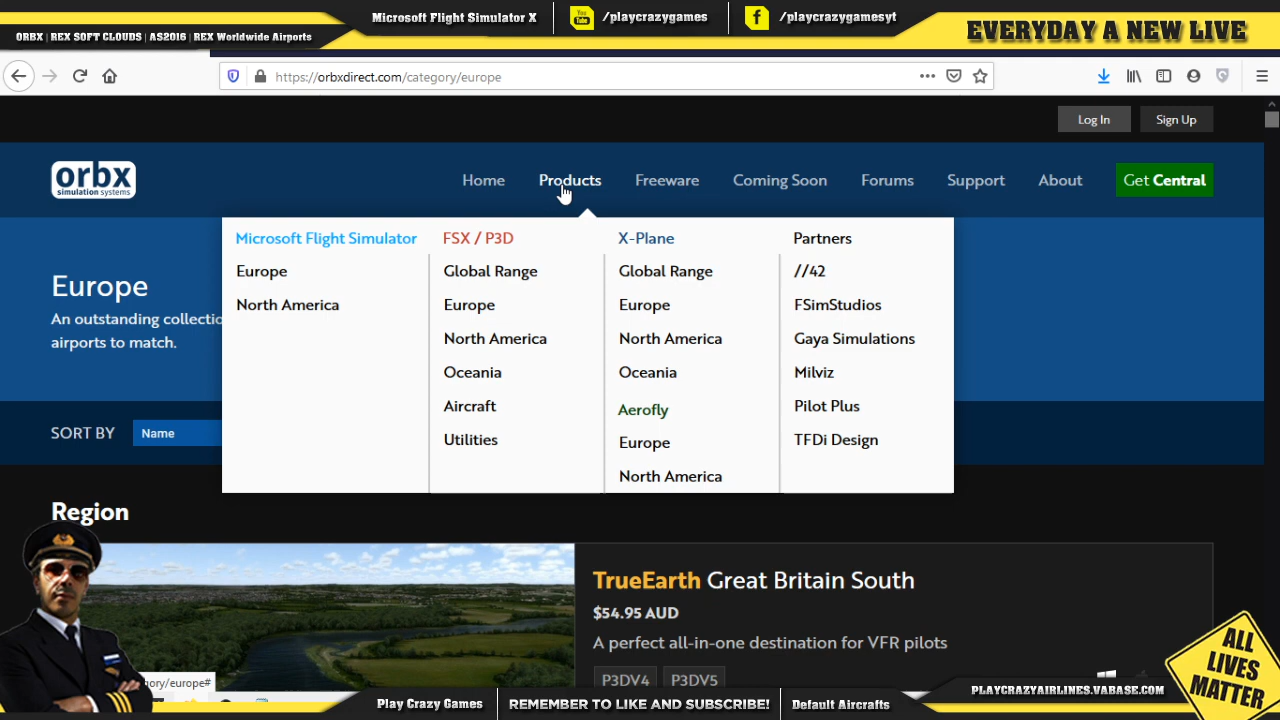 Microsoft Flight Simulator X
You Tube /playcrazygames
f /playcrazygamesyt
EVERYDAY A NEW LIVE
ORBX | REX SOFT CLOUDS | AS2016 | REX Worldwide Airports
https://orbxdirect.com/category/europe
Log In
Sign Up
orbx
simulation systems
Home
Products
Freeware
Coming Soon
Forums
Support
About
Get Central
Microsoft Flight Simulator
Europe
North America
FSX / P3D
Global Range
Europe
North America
Oceania
Aircraft
Utilities
X-Plane
Global Range
Europe
North America
Oceania
Aerofly
Europe
North America
Partners
//42
FSimStudios
Gaya Simulations
Milviz
Pilot Plus
TFDi Design
Europe
An outstanding collectio
airports to match.
SORT BY
Name
Region
TrueEarth Great Britain South
$54.95 AUD
A perfect all-in-one destination for VFR pilots
P3DV4
P3DV5
gory/europe#
ALL
LIVES
MATTER
PLAYCRAZYAIRLINES.VABASE.COM
Play Crazy Games
REMEMBER TO LIKE AND SUBSCRIBE!
Default Aircrafts